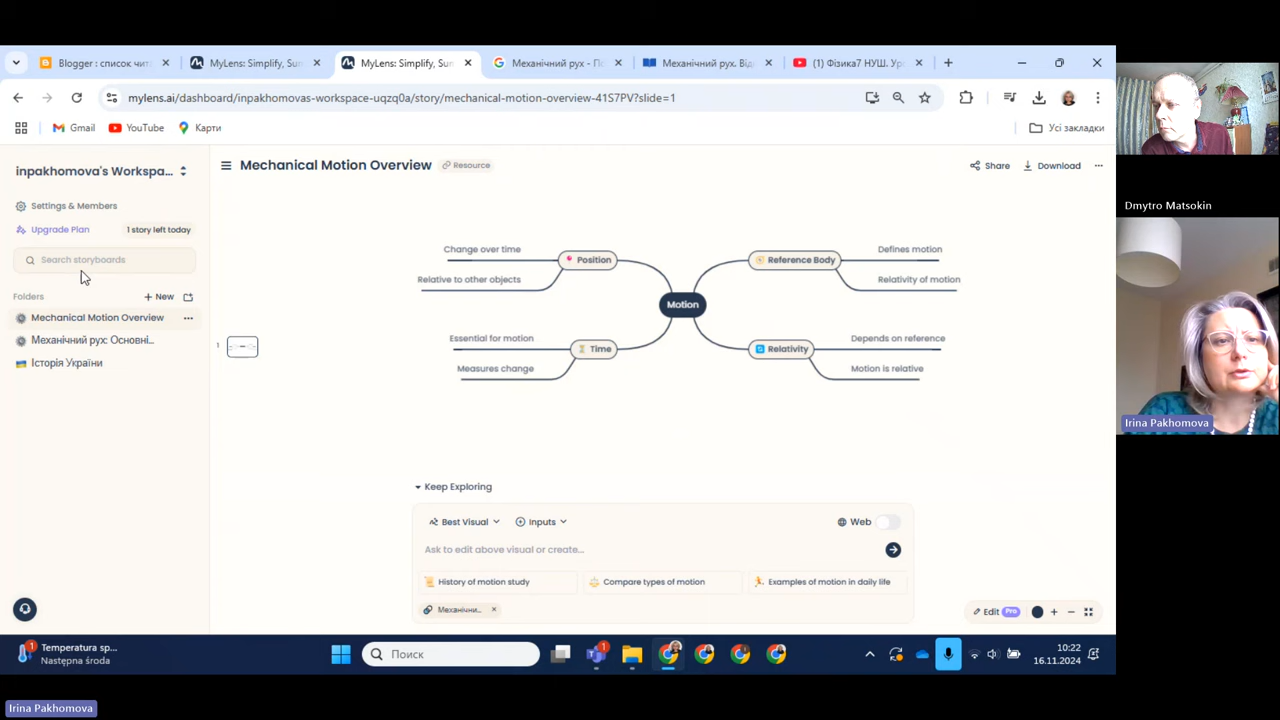 Blogger : список чит
MyLens: Simplify, Sun
MyLens: Simplify, Sun
Механічний рух - По
Механічний рух. Від
(1) Фізика7 НУШ. Ур
mylens.ai/dashboard/inpakhomovas-workspace-uqzq0a/story/mechanical-motion-overview-41S7PV?slide=1
Gmail
YouTube
Карти
Усі закладки
inpakhomova's Workspa...
Mechanical Motion Overview
Resource
Share
Download
Settings & Members
Upgrade Plan
1 story left today
Search storyboards
Folders
+ New
Mechanical Motion Overview
Механічний рух: Основні...
Історія України
1
Change over time
Position
Relative to other objects
Reference Body
Defines motion
Relativity of motion
Motion
Essential for motion
Time
Measures change
Relativity
Depends on reference
Motion is relative
Keep Exploring
Best Visual
Inputs
Web
Ask to edit above visual or create...
History of motion study
Compare types of motion
Examples of motion in daily life
Механічни...
Edit
Pro
1
Temperatura sp...
Następna środa
Поиск
1
10:22
16.11.2024
Dmytro Matsokin
Irina Pakhomova
Irina Pakhomova